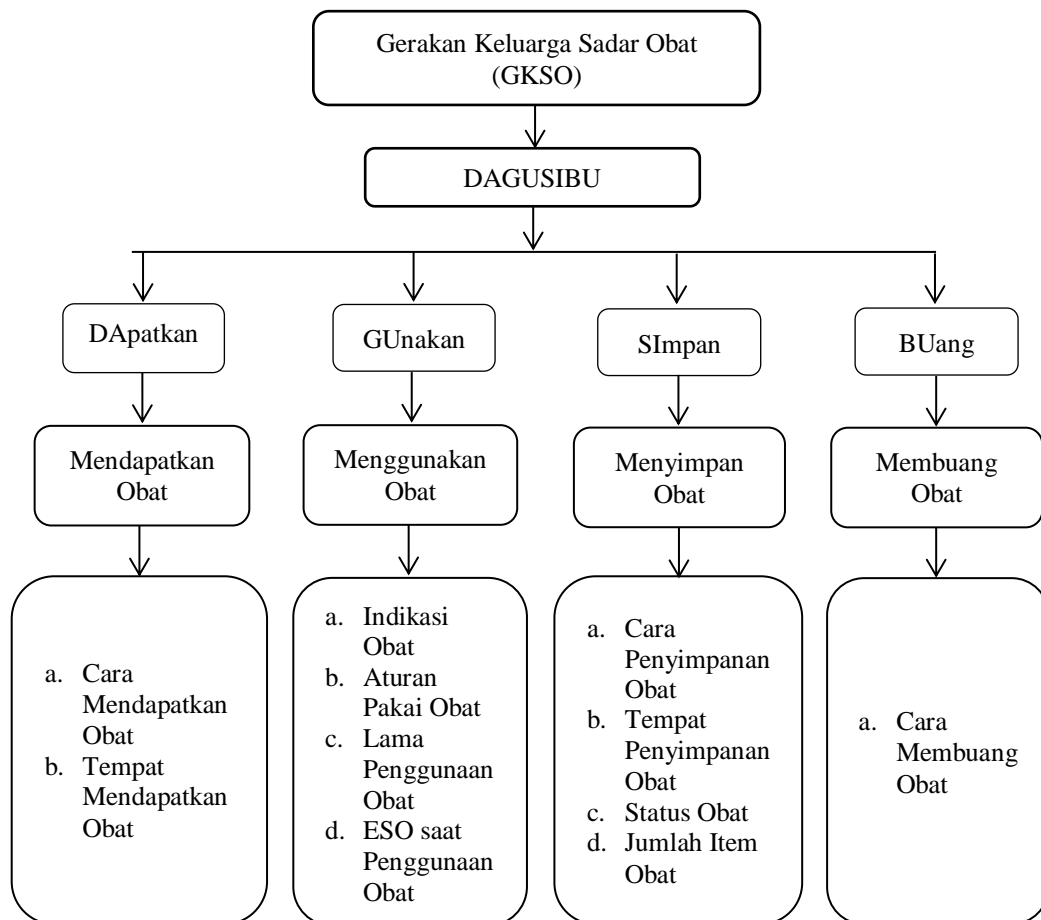 Gerakan Keluarga Sadar Obat
(GKSO)
DAGUSIBU
DApatkan
GUnakan
SImpan
BUang
Mendapatkan
Obat
Menggunakan
Obat
Menyimpan
Obat
Membuang
Obat
a. Cara
Mendapatkan
Obat
b. Tempat
Mendapatkan
Obat
a. Indikasi
Obat
b. Aturan
Pakai Obat
c. Lama
Penggunaan
Obat
d. ESO saat
Penggunaan
Obat
a. Cara
Penyimpanan
Obat
b. Tempat
Penyimpanan
Obat
c. Status Obat
d. Jumlah Item
Obat
a. Cara
Membuang
Obat